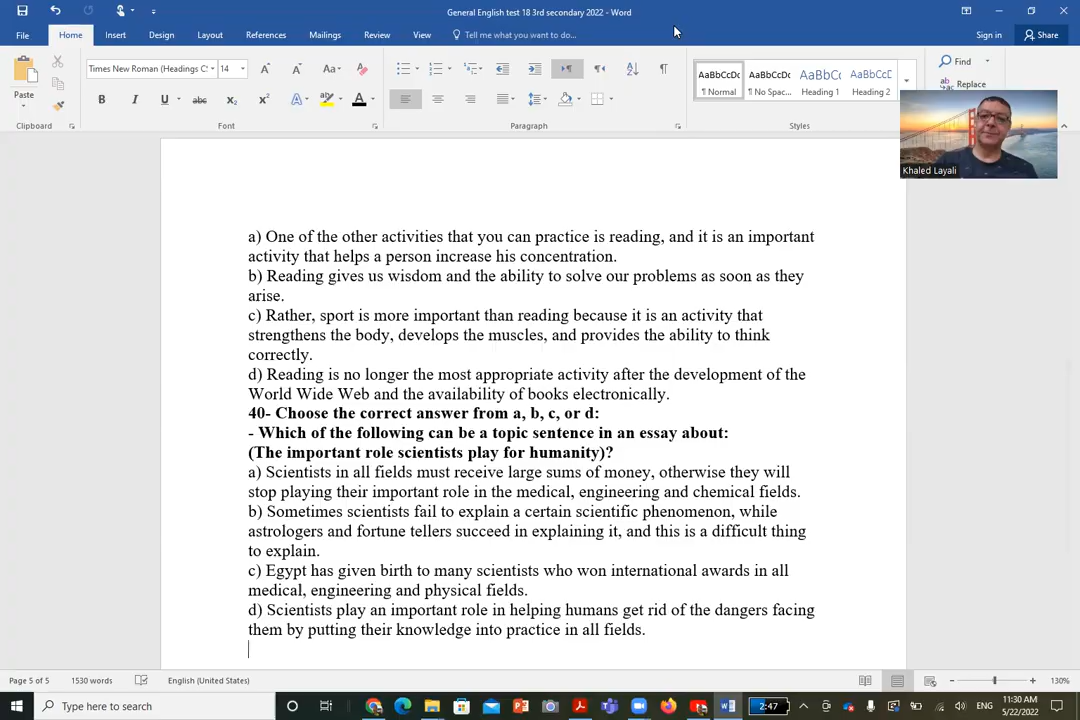 General English test 18 3rd secondary 2022 - Word
File Home Insert Design Layout References Mailings Review View Tell me what you want to do... Sign in Share
Times New Roman (Headings CS 14
Find
Replace
Paste
AaBbCcDc AaBbCcDc AaBbCc AaBbCcD
¶ Normal ¶ No Spac... Heading 1 Heading 2
Clipboard Font Paragraph Styles
Khaled Layali
a) One of the other activities that you can practice is reading, and it is an important
activity that helps a person increase his concentration.
b) Reading gives us wisdom and the ability to solve our problems as soon as they
arise.
c) Rather, sport is more important than reading because it is an activity that
strengthens the body, develops the muscles, and provides the ability to think
correctly.
d) Reading is no longer the most appropriate activity after the development of the
World Wide Web and the availability of books electronically.
40- Choose the correct answer from a, b, c, or d:
- Which of the following can be a topic sentence in an essay about:
(The important role scientists play for humanity)?
a) Scientists in all fields must receive large sums of money, otherwise they will
stop playing their important role in the medical, engineering and chemical fields.
b) Sometimes scientists fail to explain a certain scientific phenomenon, while
astrologers and fortune tellers succeed in explaining it, and this is a difficult thing
to explain.
c) Egypt has given birth to many scientists who won international awards in all
medical, engineering and physical fields.
d) Scientists play an important role in helping humans get rid of the dangers facing
them by putting their knowledge into practice in all fields.
Page 5 of 5 1530 words English (United States) 130%
Type here to search 2:47 ENG 11:30 AM
5/22/2022